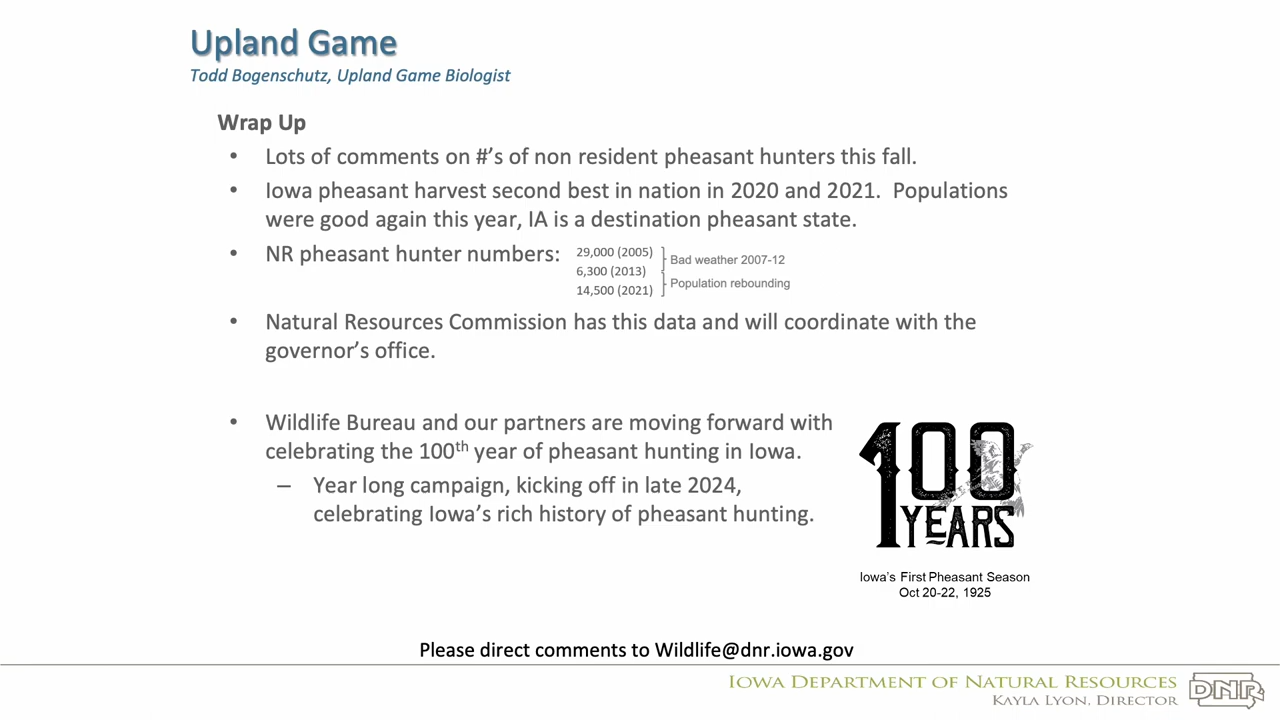 Upland Game
Todd Bogenschutz, Upland Game Biologist
Wrap Up
• Lots of comments on #'s of non resident pheasant hunters this fall.
• Iowa pheasant harvest second best in nation in 2020 and 2021. Populations
were good again this year, IA is a destination pheasant state.
• NR pheasant hunter numbers:
29,000 (2005)
6,300 (2013)
14,500 (2021)
Bad weather 2007-12
Population rebounding
• Natural Resources Commission has this data and will coordinate with the
governor's office.
• Wildlife Bureau and our partners are moving forward with
celebrating the 100th year of pheasant hunting in Iowa.
– Year long campaign, kicking off in late 2024,
celebrating Iowa's rich history of pheasant hunting.
100
YEARS
Iowa's First Pheasant Season
Oct 20-22, 1925
Please direct comments to Wildlife@dnr.iowa.gov
Iowa Department of Natural Resources
Kayla Lyon, Director
DNR